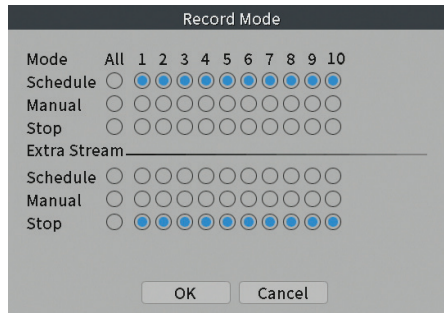 Record Mode
Mode All 1 2 3 4 5 6 7 8 9 10
Schedule
Manual
Stop
Extra Stream
Schedule
Manual
Stop
OK Cancel